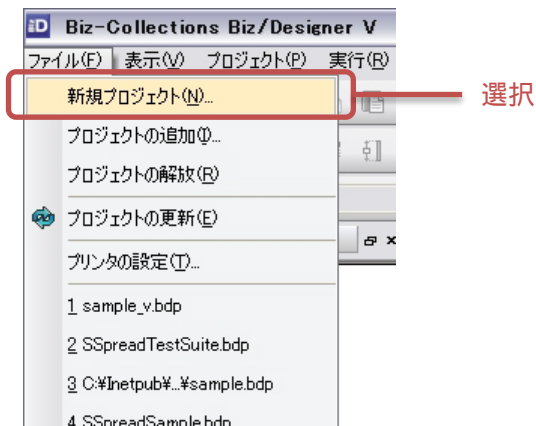 Biz-Collections Biz/Designer V
ファイル(F) 表示(V) プロジェクト(P) 実行(R)
新規プロジェクト(N)...
選択
プロジェクトの追加(I)...
プロジェクトの解放(R)
プロジェクトの更新(E)
プリンタの設定(T)...
1 sample_v.bdp
2 SSpreadTestSuite.bdp
3 C:¥Inetpub¥...¥sample.bdp
4 SSpreadSample.bdp